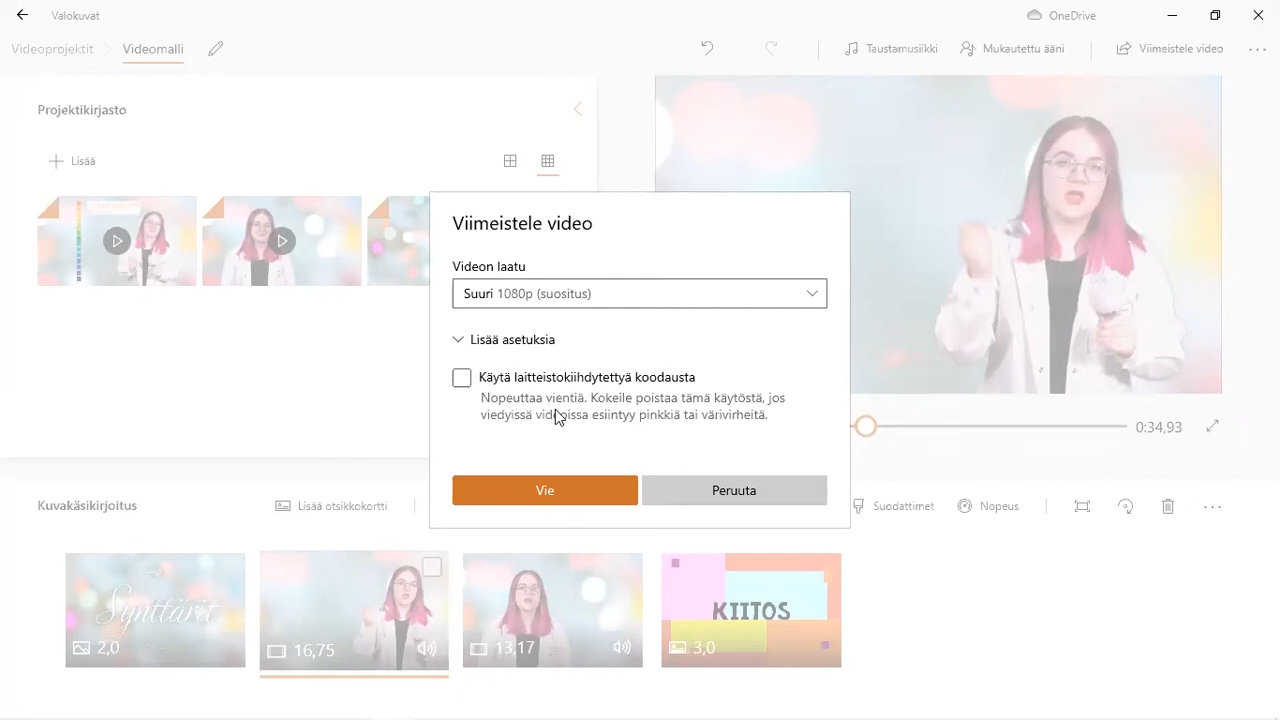 Valokuvat
OneDrive
Videoprojektit
Videomalli
Taustamusiikki
Mukautettu ääni
Viimeistele video
Projektikirjasto
Lisää
Viimeistele video
Videon laatu
Suuri 1080p (suositus)
Lisää asetuksia
Käytä laitteistokiihdytettyä koodausta
Nopeuttaa vientiä. Kokeile poistaa tämä käytöstä, jos
viedyissä videoissa esiintyy pinkkiä tai värivirheitä.
Vie
Peruuta
0:34,93
Kuvakäsikirjoitus
Lisää otsikkokortti
Suodattimet
Nopeus
Synttärit
2,0
16,75
13,17
KIITOS
3,0